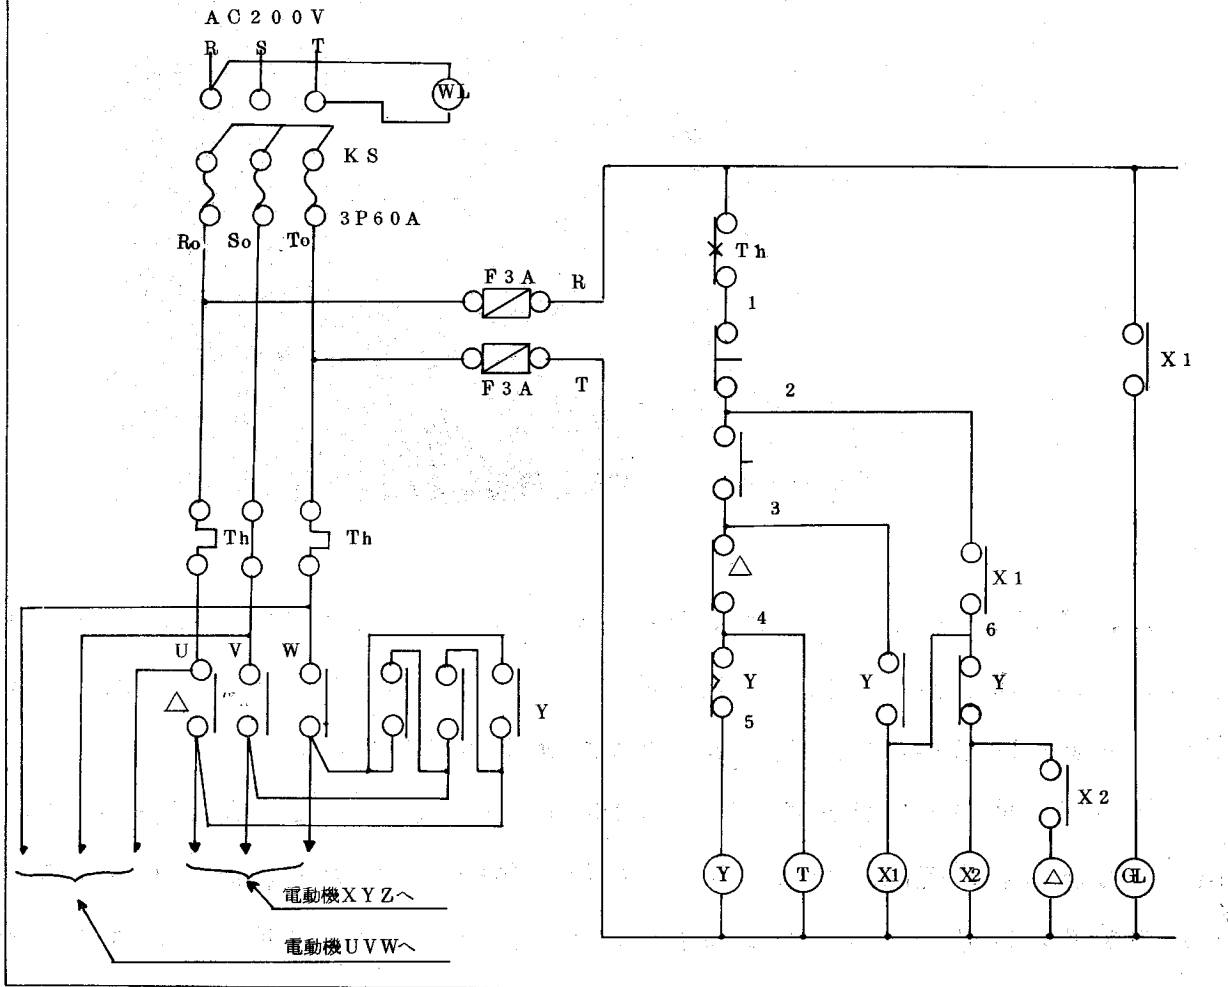 AC200V
R S T
WL
KS
3P60A
Ro So To
F3A R
F3A T
Th Th
U V W
△
Y
電動機XYZへ
電動機UVWへ
Th
1
2
3
△
4
Y
5
Y
X1
6
Y
X2
X1
Y T X1 X2 △ GL